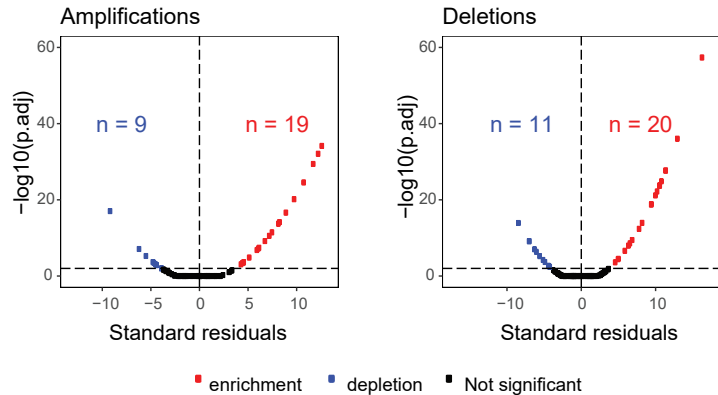 Amplifications
Deletions
−log10(p.adj)
60
40
20
0
n = 9
n = 19
−10
−5
0
5
10
Standard residuals
−log10(p.adj)
60
40
20
0
n = 11
n = 20
−10
0
10
Standard residuals
enrichment
depletion
Not significant